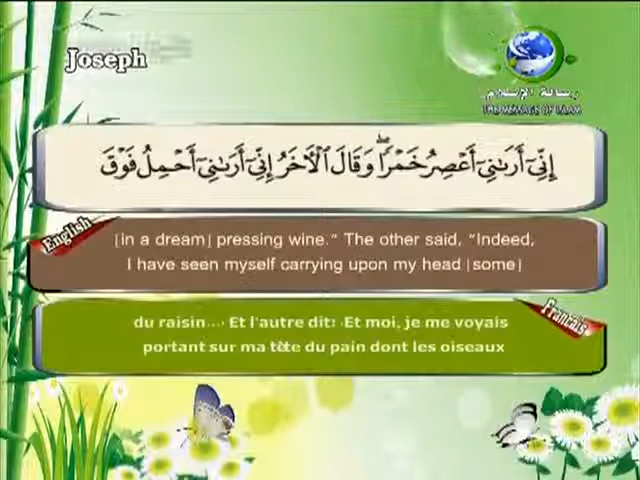 Joseph
رسالة الإسلام
THE MESSAGE OF ISLAM
إِنِّىٓ أَرَىٰنِىٓ أَعْصِرُ خَمْرًا ۖ وَقَالَ ٱلْءَاخَرُ إِنِّىٓ أَرَىٰنِىٓ أَحْمِلُ فَوْقَ
English
[in a dream] pressing wine." The other said, "Indeed,
I have seen myself carrying upon my head [some]
Francais
du raisin... Et l'autre dit: Et moi, je me voyais
portant sur ma tête du pain dont les oiseaux